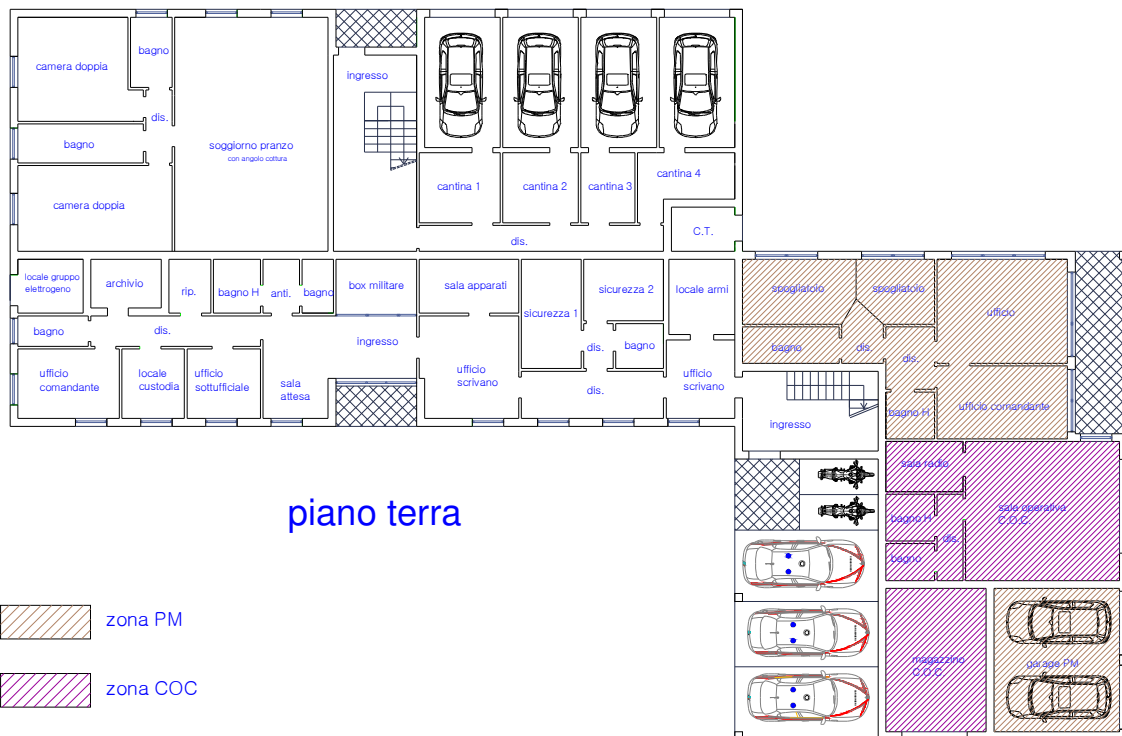 camera doppia
bagno
dis.
bagno
camera doppia
soggiorno pranzo
con angolo cottura
ingresso
cantina 1
cantina 2
cantina 3
cantina 4
dis.
C.T.
locale gruppo
elettrogeno
archivio
rip.
bagno H
anti.
bagno
box militare
sala apparati
sicurezza 1
sicurezza 2
locale armi
bagno
dis.
ingresso
dis.
bagno
ufficio
comandante
locale
custodia
ufficio
sottufficiale
sala
attesa
ufficio
scrivano
dis.
ufficio
scrivano
spogliatoio
spogliatoio
ufficio
bagno
dis.
dis.
bagno H
ufficio comandante
ingresso
sala radio
sala operativa
C.O.C.
bagno H
dis.
bagno
magazzino
C.O.C.
garage PM
piano terra
zona PM
zona COC